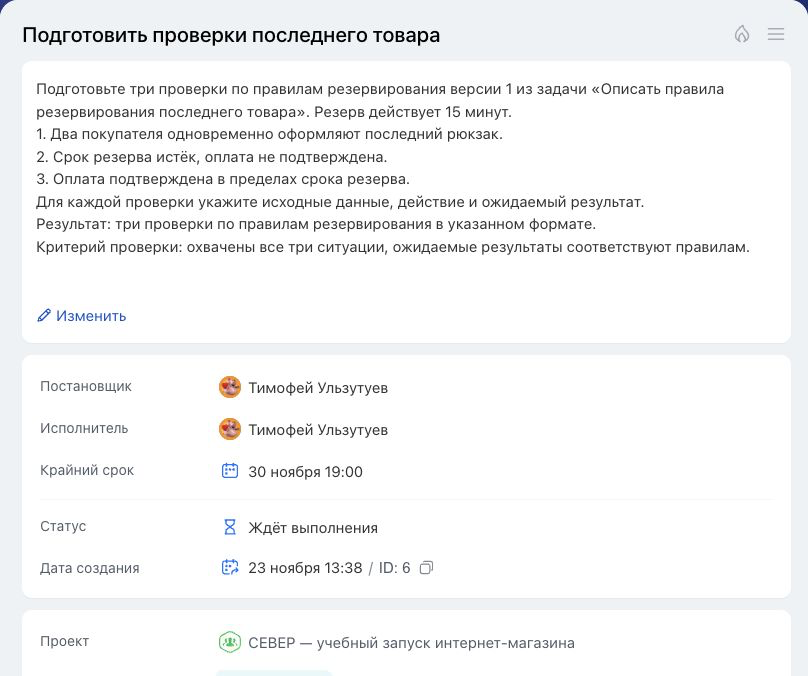 Подготовить проверки последнего товара
Подготовьте три проверки по правилам резервирования версии 1 из задачи «Описать правила
резервирования последнего товара». Резерв действует 15 минут.
1. Два покупателя одновременно оформляют последний рюкзак.
2. Срок резерва истёк, оплата не подтверждена.
3. Оплата подтверждена в пределах срока резерва.
Для каждой проверки укажите исходные данные, действие и ожидаемый результат.
Результат: три проверки по правилам резервирования в указанном формате.
Критерий проверки: охвачены все три ситуации, ожидаемые результаты соответствуют правилам.
Изменить
Постановщик Тимофей Ульзутуев
Исполнитель Тимофей Ульзутуев
Крайний срок 30 ноября 19:00
Статус Ждёт выполнения
Дата создания 23 ноября 13:38 / ID: 6
Проект СЕВЕР — учебный запуск интернет-магазина